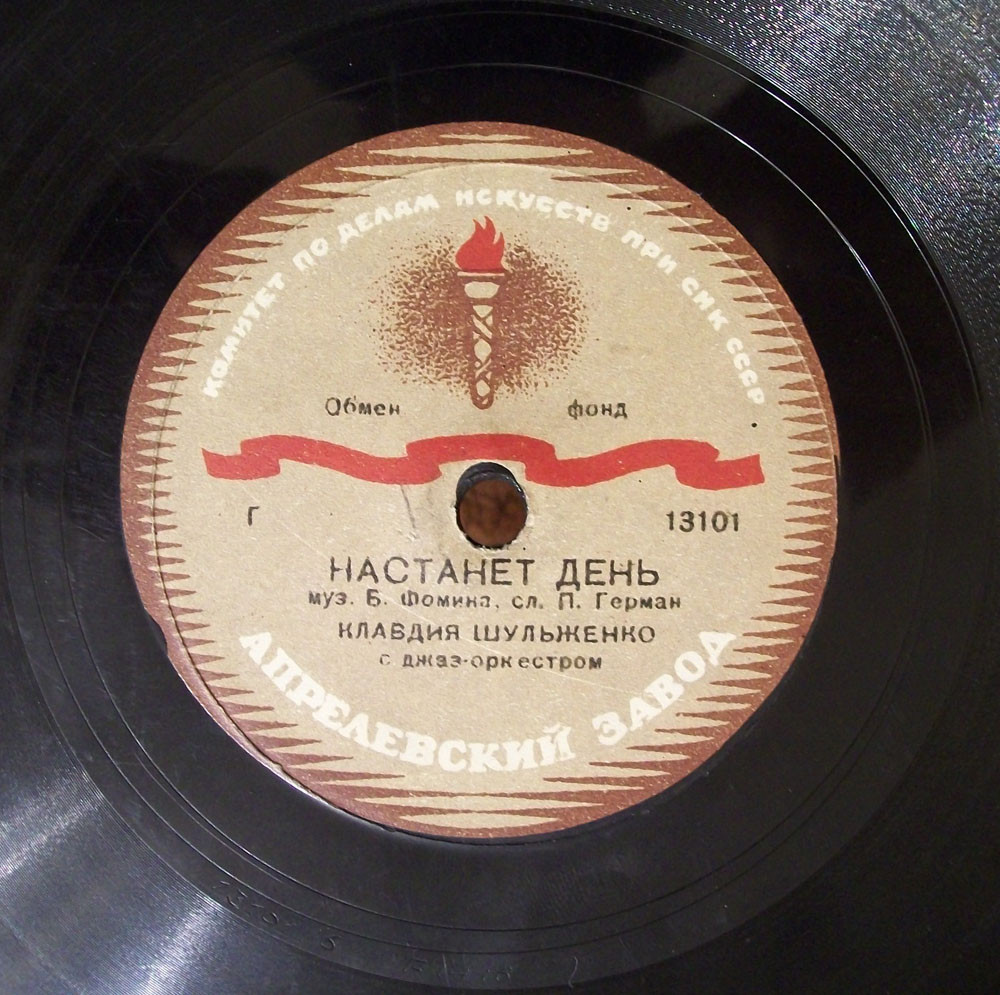 КОМИТЕТ ПО ДЕЛАМ ИСКУССТВ ПРИ СНК СССР
Обмен фонд
Г 13101
НАСТАНЕТ ДЕНЬ
муз. Б. Фомина, сл. П. Герман
КЛАВДИЯ ШУЛЬЖЕНКО
с джаз-оркестром
АПРЕЛЕВСКИЙ ЗАВОД